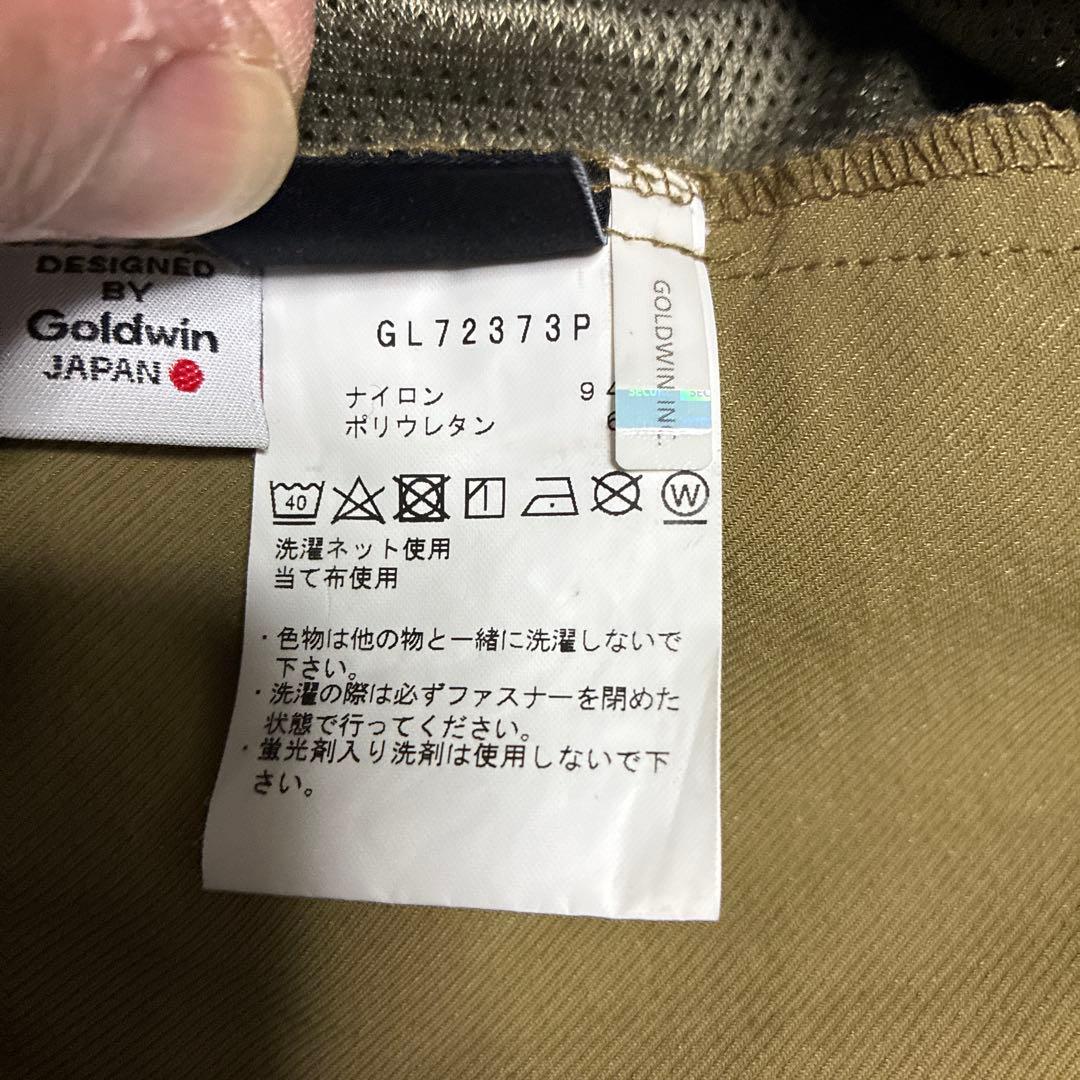 DESIGNED
BY
Goldwin
JAPAN
GL72373P
ナイロン 94
ポリウレタン 6
GOLDWIN INC.
SECURE SEC
40
W
洗濯ネット使用
当て布使用
・色物は他の物と一緒に洗濯しないで
下さい。
・洗濯の際は必ずファスナーを閉めた
状態で行ってください。
・蛍光剤入り洗剤は使用しないで下
さい。